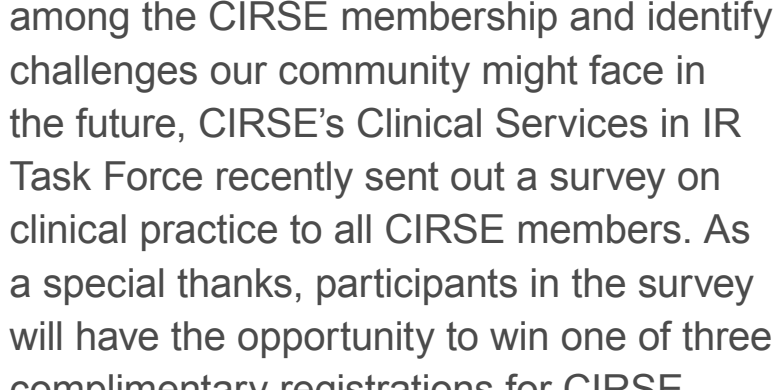 among the CIRSE membership and identify
challenges our community might face in
the future, CIRSE’s Clinical Services in IR
Task Force recently sent out a survey on
clinical practice to all CIRSE members. As
a special thanks, participants in the survey
will have the opportunity to win one of three
complimentary registrations for CIRSE